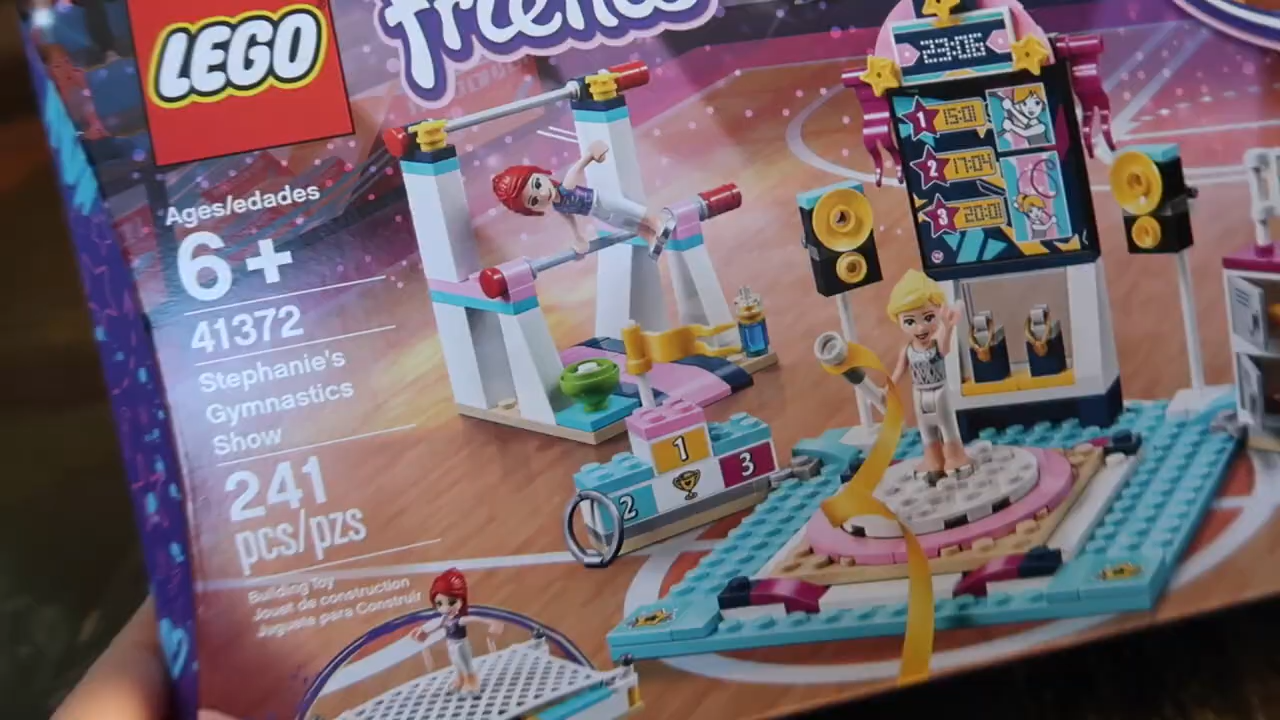 LEGO
friends
Ages/edades
6+
41372
Stephanie's
Gymnastics
Show
241
pcs/pzs
Building Toy
Jouet de construction
Juguete para Construir
23:06
1 15:01
2 17:04
3 20:01
1
2
3